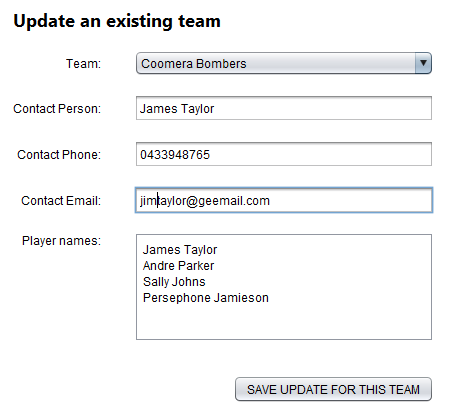 Update an existing team
Team: Coomera Bombers
Contact Person: James Taylor
Contact Phone: 0433948765
Contact Email: jimtaylor@geemail.com
Player names:
James Taylor
Andre Parker
Sally Johns
Persephone Jamieson
SAVE UPDATE FOR THIS TEAM